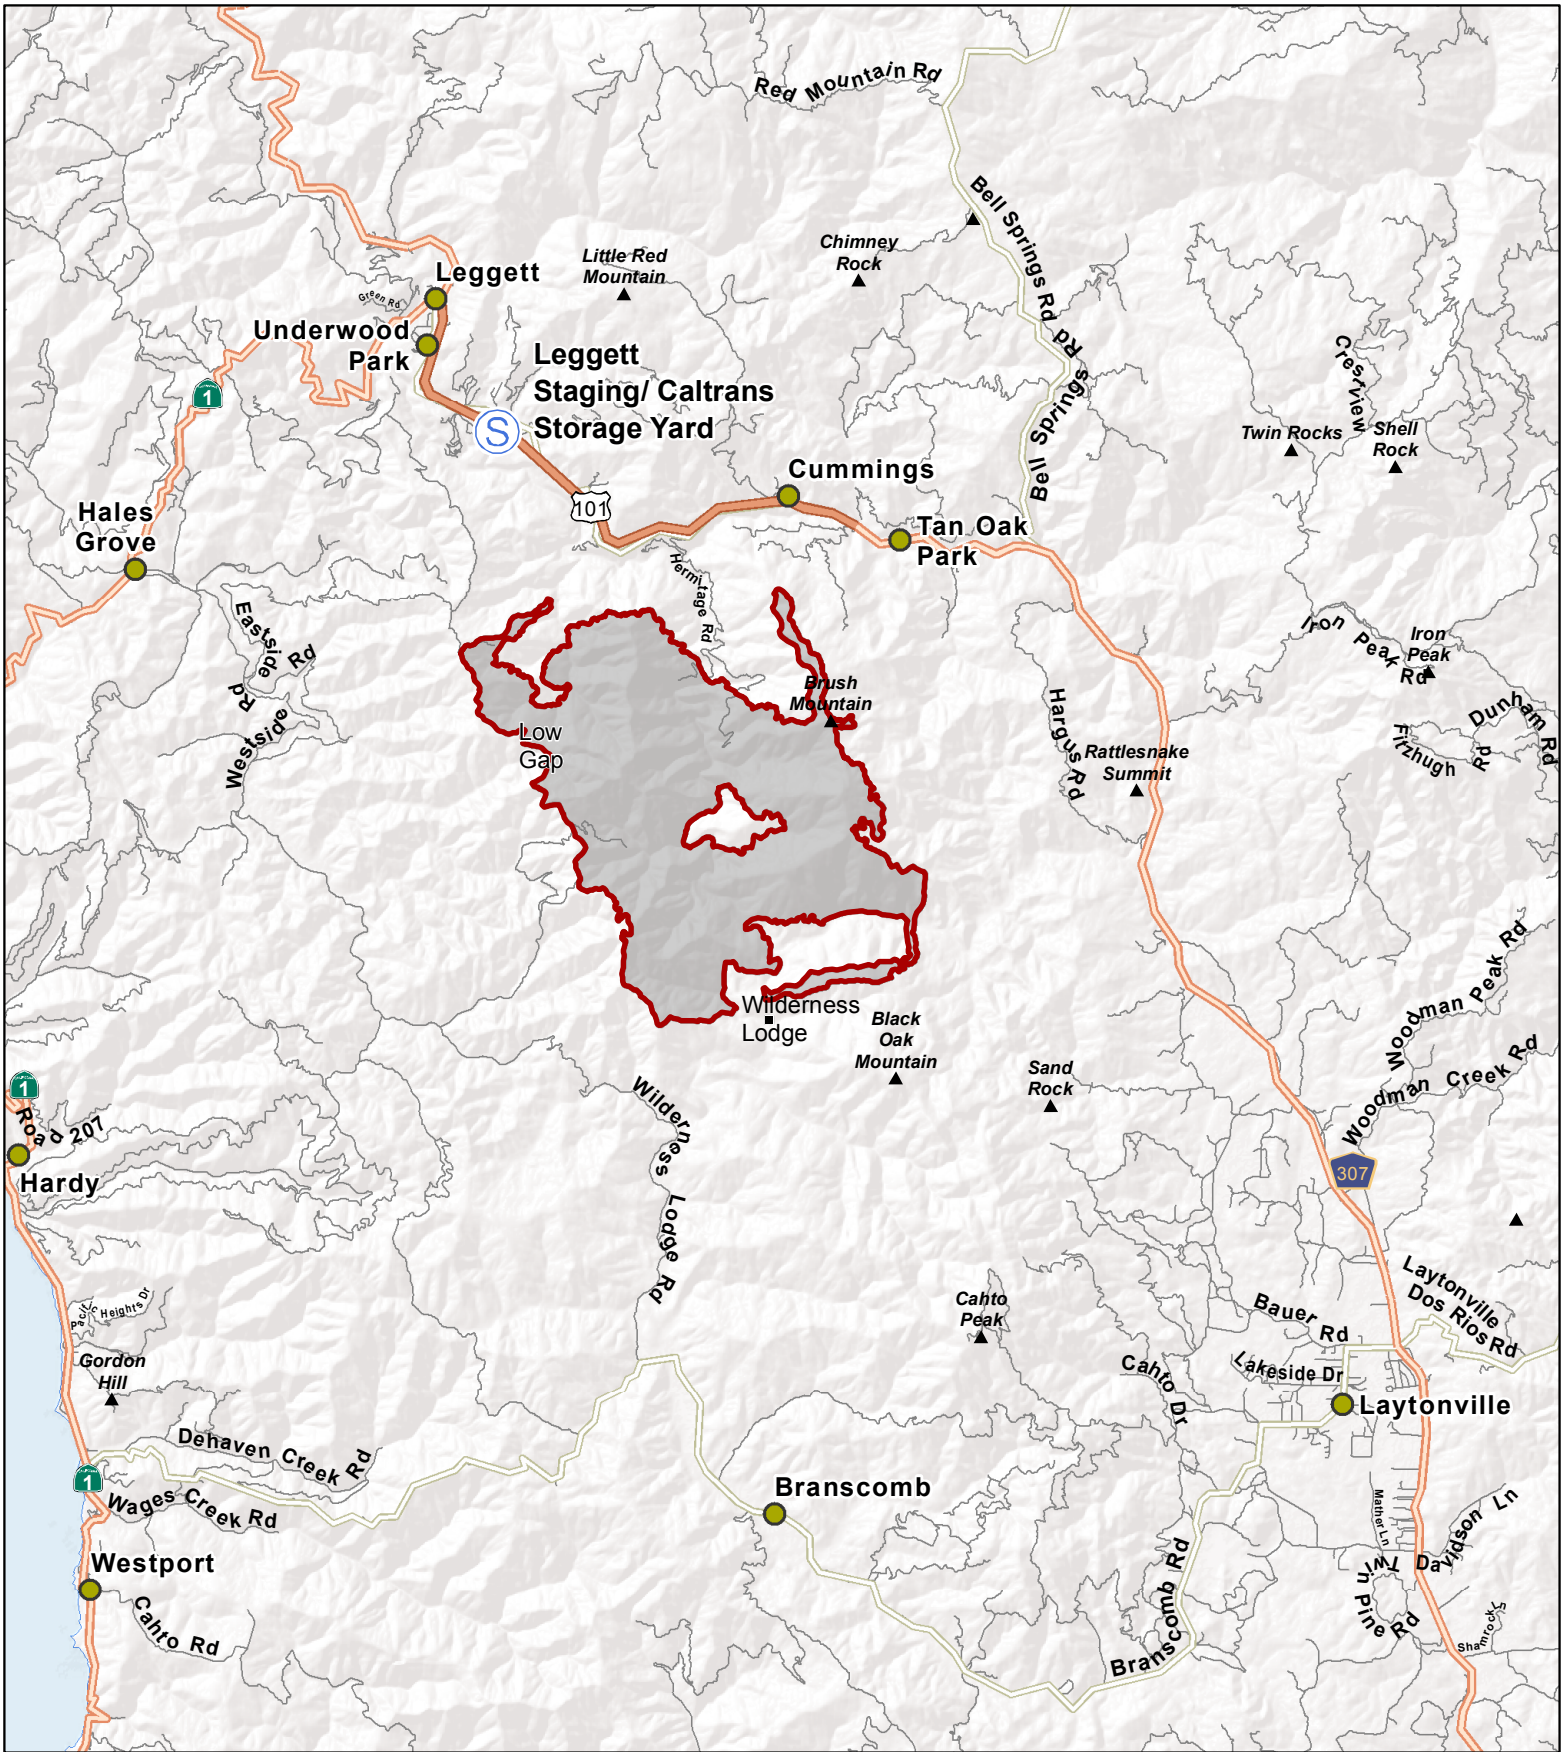 Red Mountain Rd
Bell Springs Rd
Chimney
Rock
Little Red
Mountain
Leggett
Green Rd
Underwood
Park
Leggett
Staging/ Caltrans
Storage Yard
S
1
Bell Springs Rd
Crestview
Twin Rocks
Shell
Rock
Cummings
101
Hales
Grove
Tan Oak
Park
Hermitage Rd
Eastside Rd
Westside Rd
Iron Peak Rd
Iron
Peak
Brush
Mountain
Hargus Rd
Dunham Rd
Fitzhugh Rd
Low
Gap
Rattlesnake
Summit
Woodman Peak Rd
Wilderness
Lodge
Black
Oak
Mountain
Sand
Rock
Woodman Creek Rd
1
Road 207
Hardy
Wilderness Lodge Rd
307
Laytonville
Dos Rios Rd
Pacific Heights Dr
Cahto
Peak
Bauer Rd
Gordon
Hill
Cahto Dr
Lakeside Dr
Laytonville
Dehaven Creek Rd
1
Wages Creek Rd
Branscomb
Mather Ln
Davidson Ln
Westport
Twin Pine Rd
Cahto Rd
Branscomb Rd
Shamrock